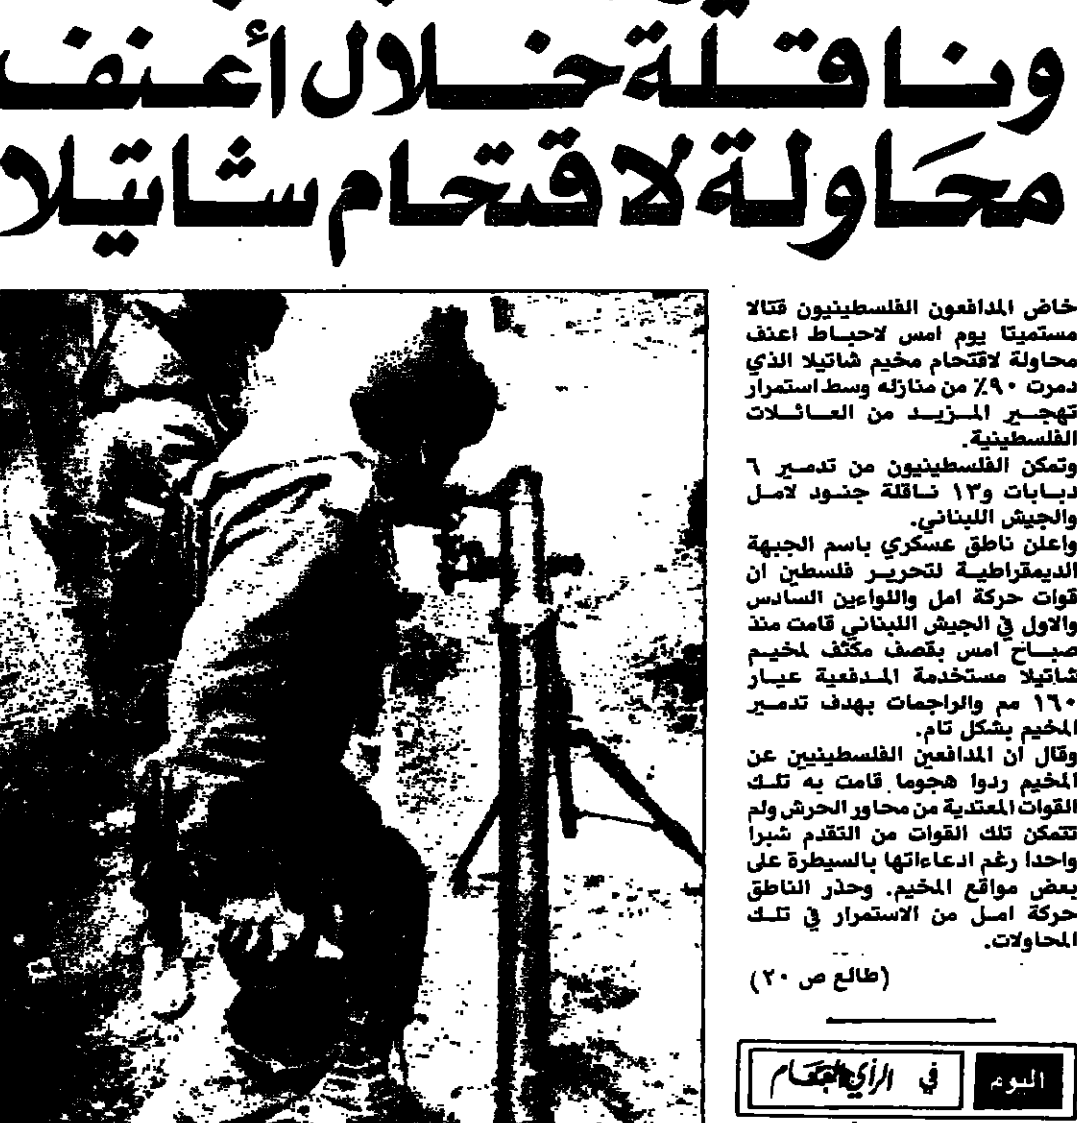 وناقلة خلال أعنف
محاولة لاقتحام شاتيلا
خاض المدافعون الفلسطينيون قتالا
مستميتا يوم امس لاحباط اعنف
محاولة لاقتحام مخيم شاتيلا الذي
دمرت ٩٠٪ من منازله وسط استمرار
تهجير المزيد من العائلات
الفلسطينية.
وتمكن الفلسطينيون من تدمير ٦
دبابات و١٣ ناقلة جنود لامل
والجيش اللبناني.
واعلن ناطق عسكري باسم الجبهة
الديمقراطية لتحرير فلسطين ان
قوات حركة امل واللواءين السادس
والاول في الجيش اللبناني قامت منذ
صباح امس بقصف مكثف لمخيم
شاتيلا مستخدمة المدفعية عيار
١٦٠ مم والراجمات بهدف تدمير
المخيم بشكل تام.
وقال ان المدافعين الفلسطينيين عن
المخيم ردوا هجوما قامت به تلك
القوات المعتدية من محاور الحرش ولم
تتمكن تلك القوات من التقدم شبرا
واحدا رغم ادعاءاتها بالسيطرة على
بعض مواقع المخيم. وحذر الناطق
حركة امل من الاستمرار في تلك
المحاولات.
(طالع ص ٢٠)
اليوم في الرأي العام